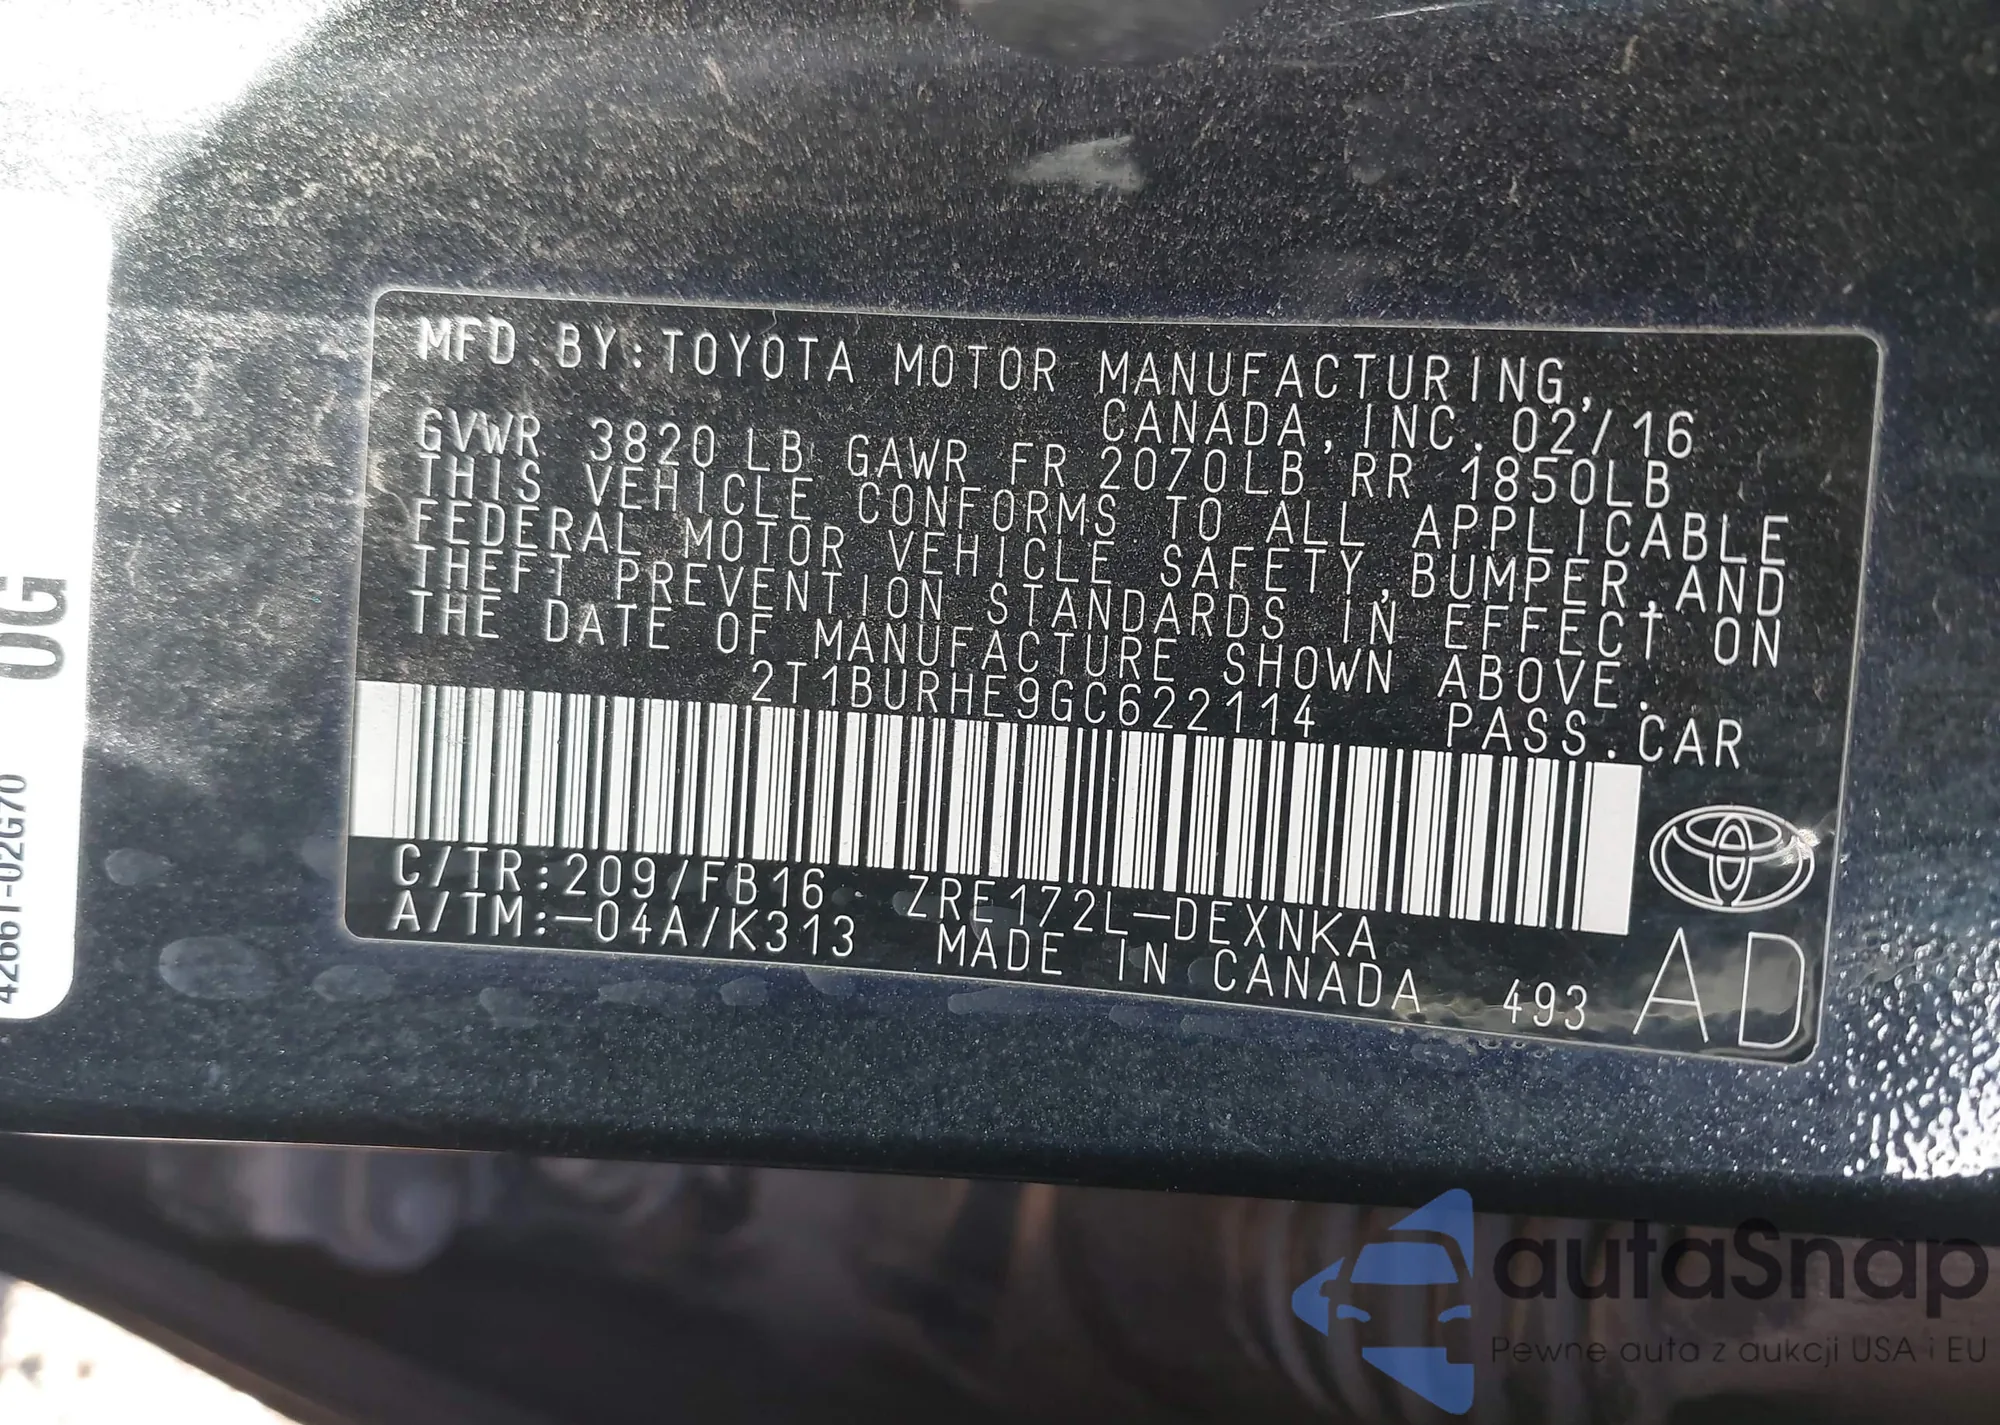 MFD.BY:TOYOTA MOTOR MANUFACTURING,
CANADA, INC. 02/16
GVWR 3820 LB GAWR FR 2070LB RR 1850LB
THIS VEHICLE CONFORMS TO ALL APPLICABLE
FEDERAL MOTOR VEHICLE SAFETY,BUMPER,AND
THEFT PREVENTION STANDARDS IN EFFECT ON
THE DATE OF MANUFACTURE SHOWN ABOVE.
2T1BURHE9GC622114 PASS.CAR
C/TR:209/FB16 ZRE172L-DEXNKA
A/TM:-04A/K313 MADE IN CANADA 493 AD
0G
42661-02G70
autaSnap
Pewne auta z aukcji USA i EU